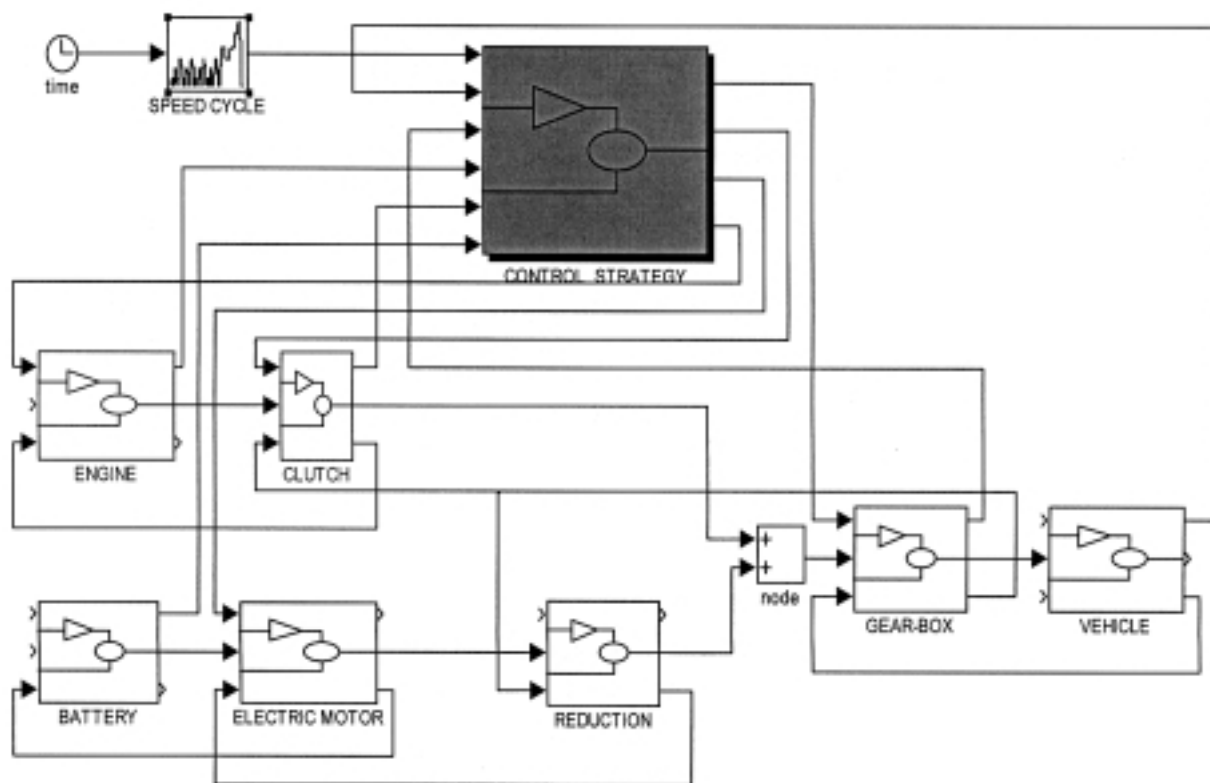 time
SPEED CYCLE
CONTROL STRATEGY
ENGINE
CLUTCH
+
+
node
GEAR-BOX
VEHICLE
BATTERY
ELECTRIC MOTOR
REDUCTION